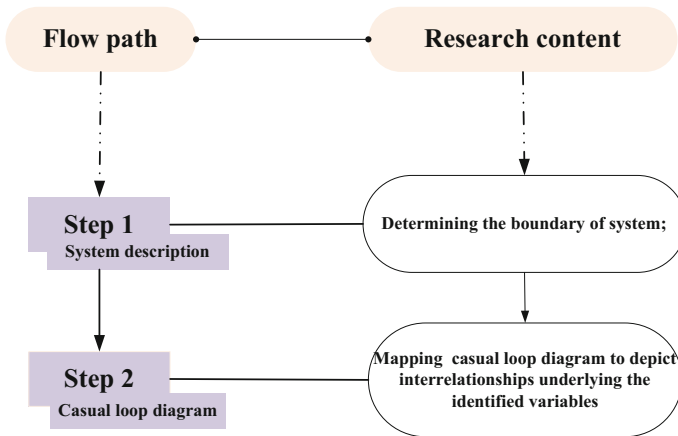 Flow path
Research content
Step 1
System description
Determining the boundary of system;
Step 2
Casual loop diagram
Mapping casual loop diagram to depict
interrelationships underlying the
identified variables